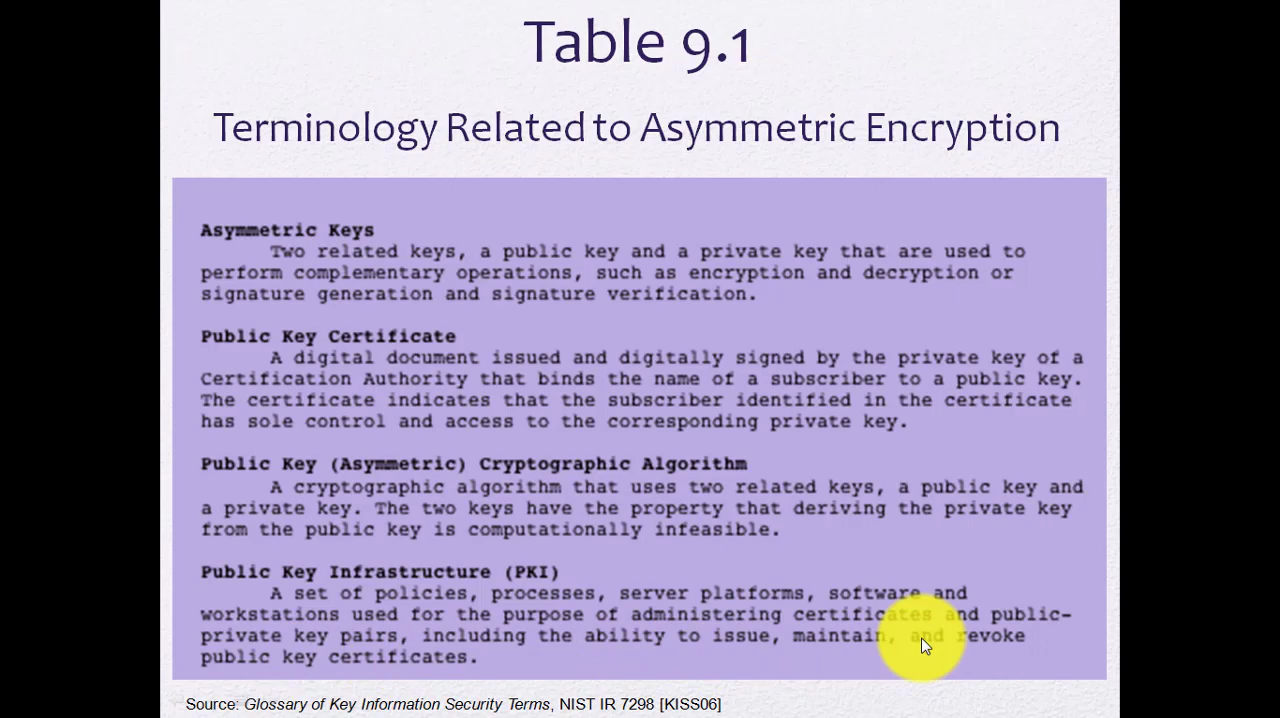 Table 9.1
Terminology Related to Asymmetric Encryption
Asymmetric Keys
Two related keys, a public key and a private key that are used to
perform complementary operations, such as encryption and decryption or
signature generation and signature verification.
Public Key Certificate
A digital document issued and digitally signed by the private key of a
Certification Authority that binds the name of a subscriber to a public key.
The certificate indicates that the subscriber identified in the certificate
has sole control and access to the corresponding private key.
Public Key (Asymmetric) Cryptographic Algorithm
A cryptographic algorithm that uses two related keys, a public key and
a private key. The two keys have the property that deriving the private key
from the public key is computationally infeasible.
Public Key Infrastructure (PKI)
A set of policies, processes, server platforms, software and
workstations used for the purpose of administering certificates and public-
private key pairs, including the ability to issue, maintain, and revoke
public key certificates.
Source: Glossary of Key Information Security Terms, NIST IR 7298 [KISS06]